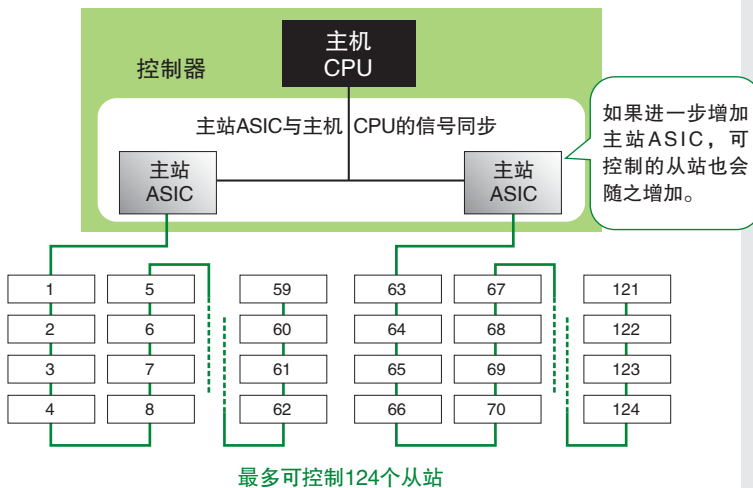 主机
CPU
控制器
主站ASIC与主机 CPU的信号同步
主站
ASIC
主站
ASIC
如果进一步增加
主站ASIC，可
控制的从站也会
随之增加。
1
5
59
63
67
121
2
6
60
64
68
122
3
7
61
65
69
123
4
8
62
66
70
124
最多可控制124个从站